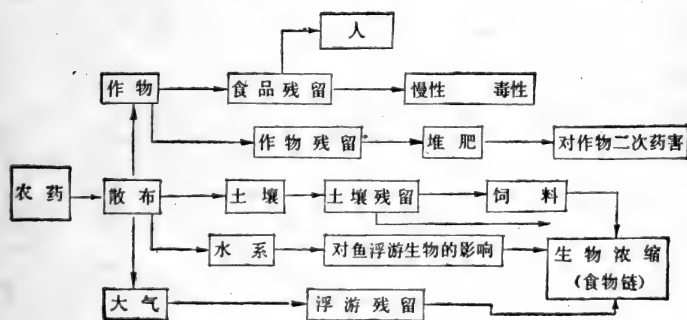 人
作物 食品残留 慢性 毒性
作物残留 堆肥 对作物二次药害
农药 散布 土壤 土壤残留 饲料
水系 对鱼浮游生物的影响 生物浓缩
(食物链)
大气 浮游残留